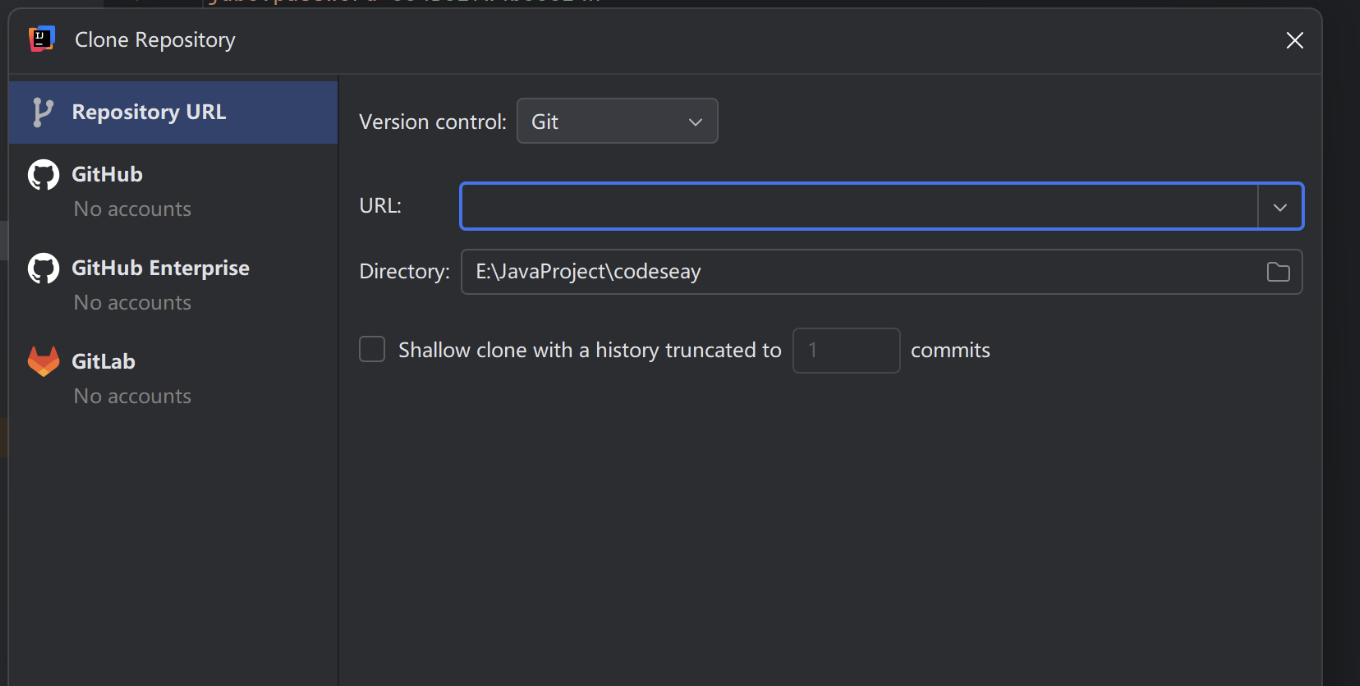 Clone Repository
Repository URL
GitHub
No accounts
GitHub Enterprise
No accounts
GitLab
No accounts
Version control: Git
URL:
Directory: E:\JavaProject\codeseay
Shallow clone with a history truncated to 1 commits